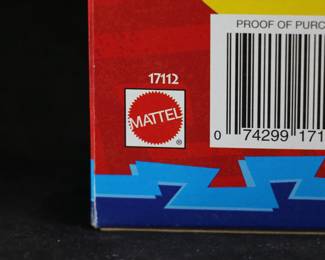 PROOF OF PURC
17112
MATTEL
®
0 74299 171